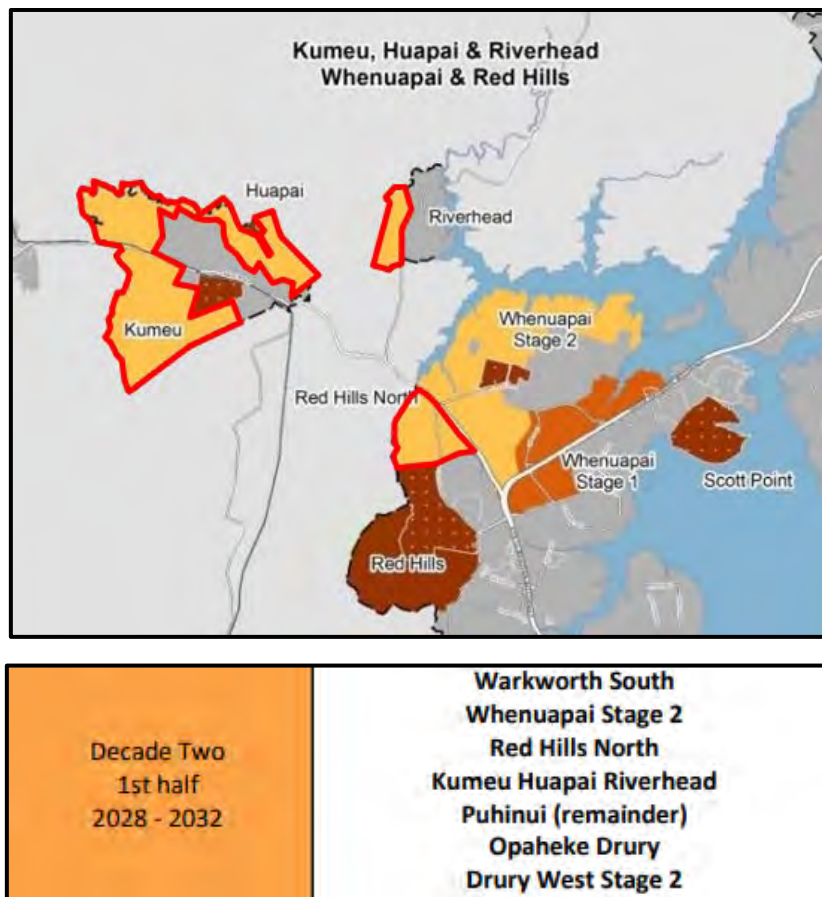 Kumeu, Huapai & Riverhead
Whenuapai & Red Hills
Huapai
Riverhead
Kumeu
Whenuapai
Stage 2
Red Hills North
Whenuapai
Stage 1
Scott Point
Red Hills
Decade Two
1st half
2028 - 2032
Warkworth South
Whenuapai Stage 2
Red Hills North
Kumeu Huapai Riverhead
Puhinui (remainder)
Opaheke Drury
Drury West Stage 2